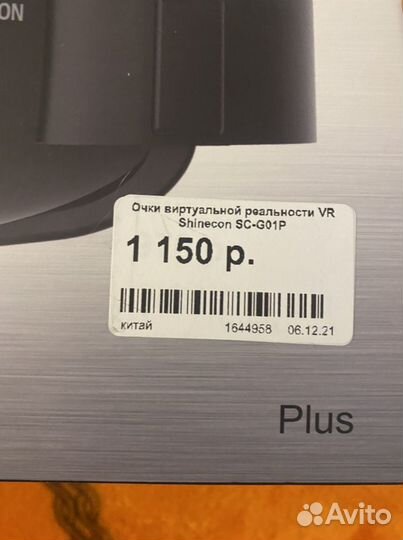 ON
Очки виртуальной реальности VR
Shinecon SC-G01P
1 150 р.
китай 1644958 06.12.21
Plus
Avito